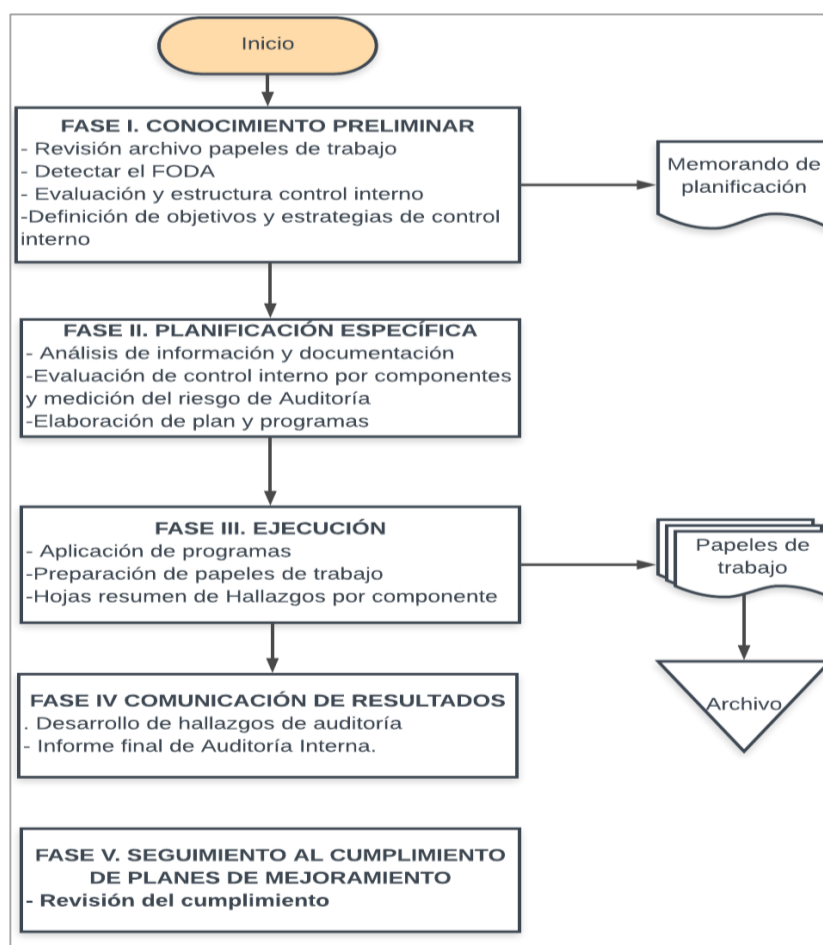 Inicio
FASE I. CONOCIMIENTO PRELIMINAR
- Revisión archivo papeles de trabajo
- Detectar el FODA
- Evaluación y estructura control interno
-Definición de objetivos y estrategias de control
interno
Memorando de
planificación
FASE II. PLANIFICACIÓN ESPECÍFICA
- Análisis de información y documentación
-Evaluación de control interno por componentes
y medición del riesgo de Auditoría
-Elaboración de plan y programas
FASE III. EJECUCIÓN
- Aplicación de programas
-Preparación de papeles de trabajo
-Hojas resumen de Hallazgos por componente
Papeles de
trabajo
Archivo
FASE IV COMUNICACIÓN DE RESULTADOS
. Desarrollo de hallazgos de auditoría
- Informe final de Auditoría Interna.
FASE V. SEGUIMIENTO AL CUMPLIMIENTO
DE PLANES DE MEJORAMIENTO
- Revisión del cumplimiento